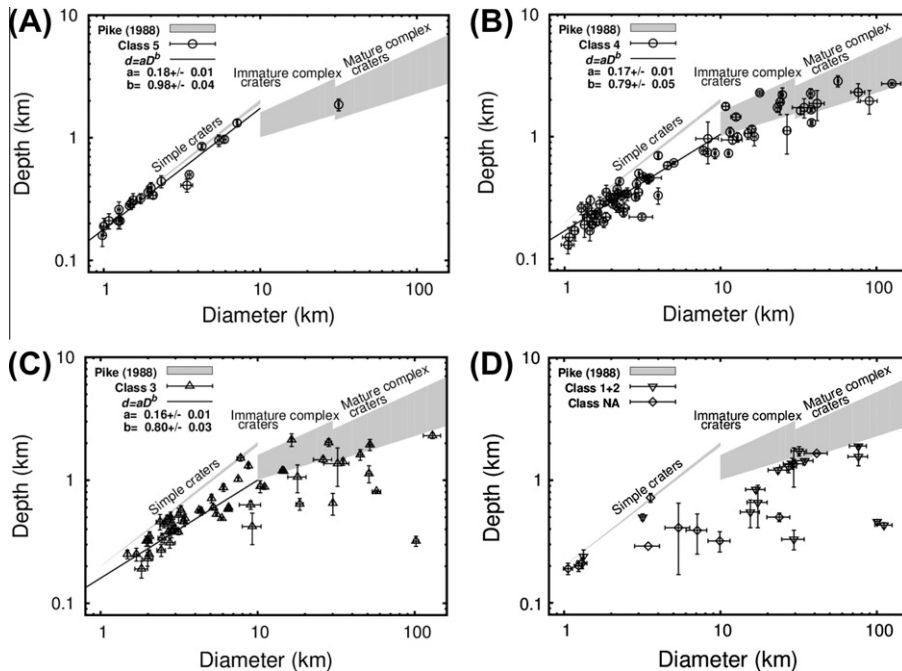 (A)
Pike (1988)
Class 5
d=aD^b
a= 0.18+/- 0.01
b= 0.98+/- 0.04
Simple craters
Immature complex
craters
Mature complex
craters
10
1
0.1
Depth (km)
1 10 100
Diameter (km)
(B)
Pike (1988)
Class 4
d=aD^b
a= 0.17+/- 0.01
b= 0.79+/- 0.05
Simple craters
Immature complex
craters
Mature complex
craters
10
1
0.1
Depth (km)
1 10 100
Diameter (km)
(C)
Pike (1988)
Class 3
d=aD^b
a= 0.16+/- 0.01
b= 0.80+/- 0.03
Simple craters
Immature complex
craters
Mature complex
craters
10
1
0.1
Depth (km)
1 10 100
Diameter (km)
(D)
Pike (1988)
Class 1+2
Class NA
Simple craters
Immature complex
craters
Mature complex
craters
10
1
0.1
Depth (km)
1 10 100
Diameter (km)